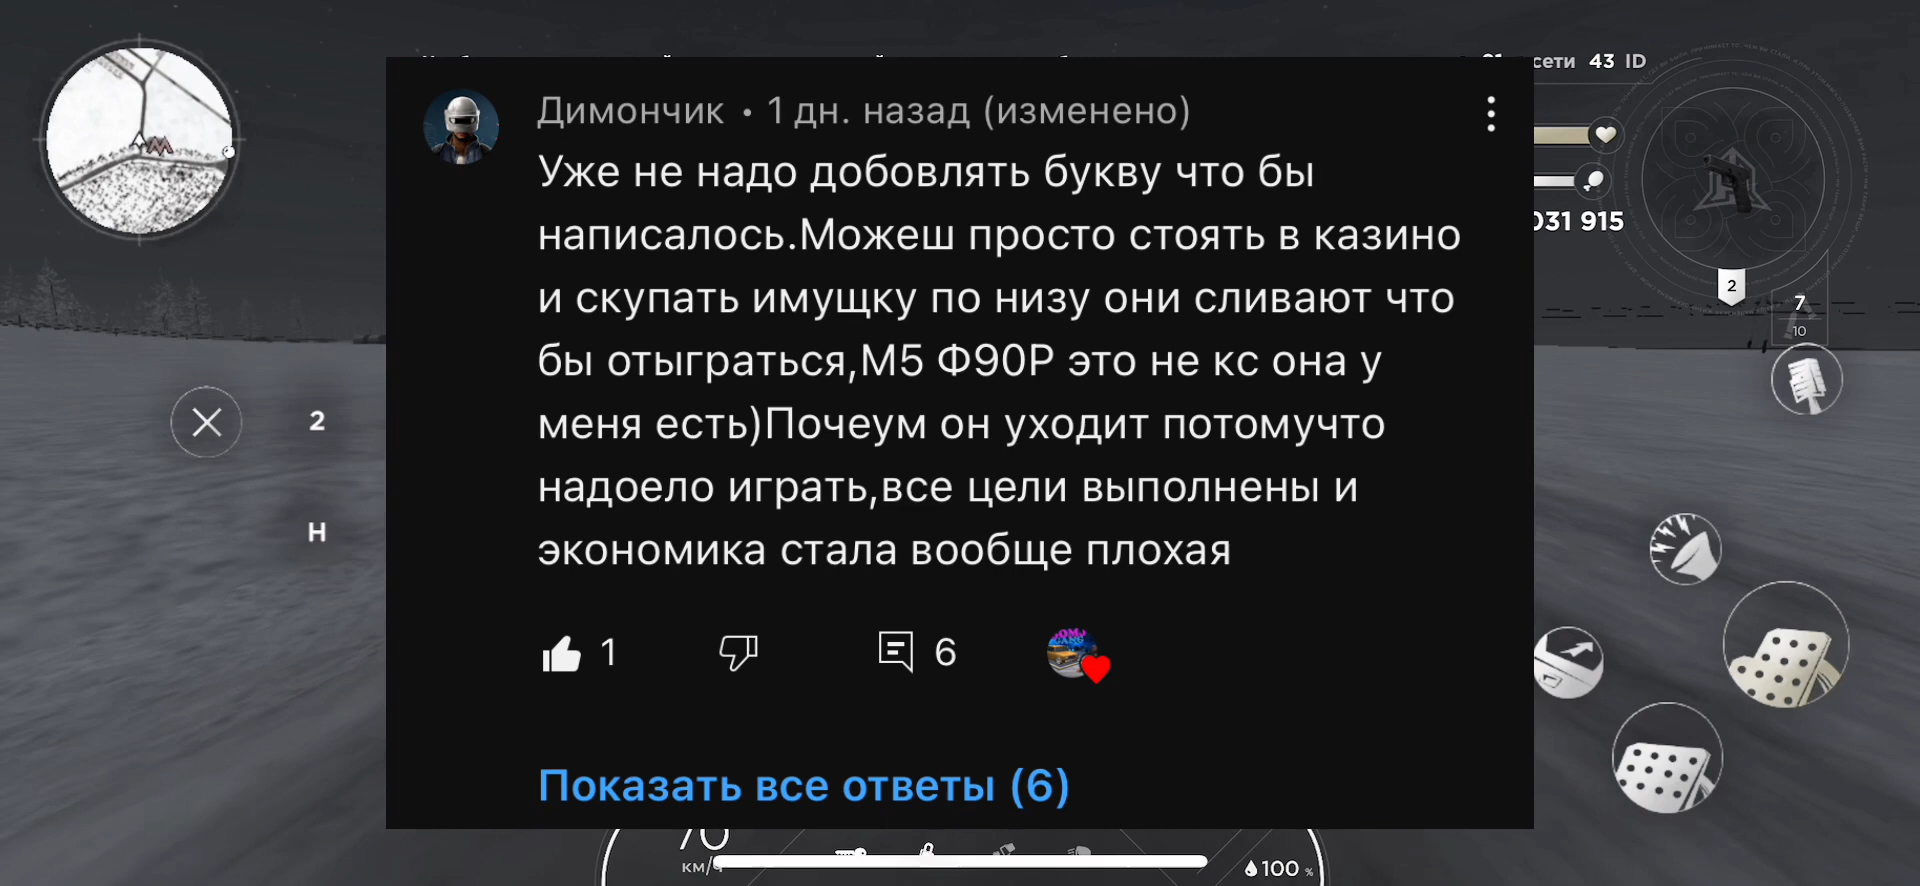 сети 43 ID
Димончик • 1 дн. назад (изменено)
Уже не надо добовлять букву что бы
написалось.Можеш просто стоять в казино
и скупать имущку по низу они сливают что
бы отыграться,М5 Ф90Р это не кс она у
меня есть)Почеум он уходит потомучто
надоело играть,все цели выполнены и
экономика стала вообще плохая
1
6
Показать все ответы (6)
031 915
2
7
10
2
Н
70
км/ч
100 %